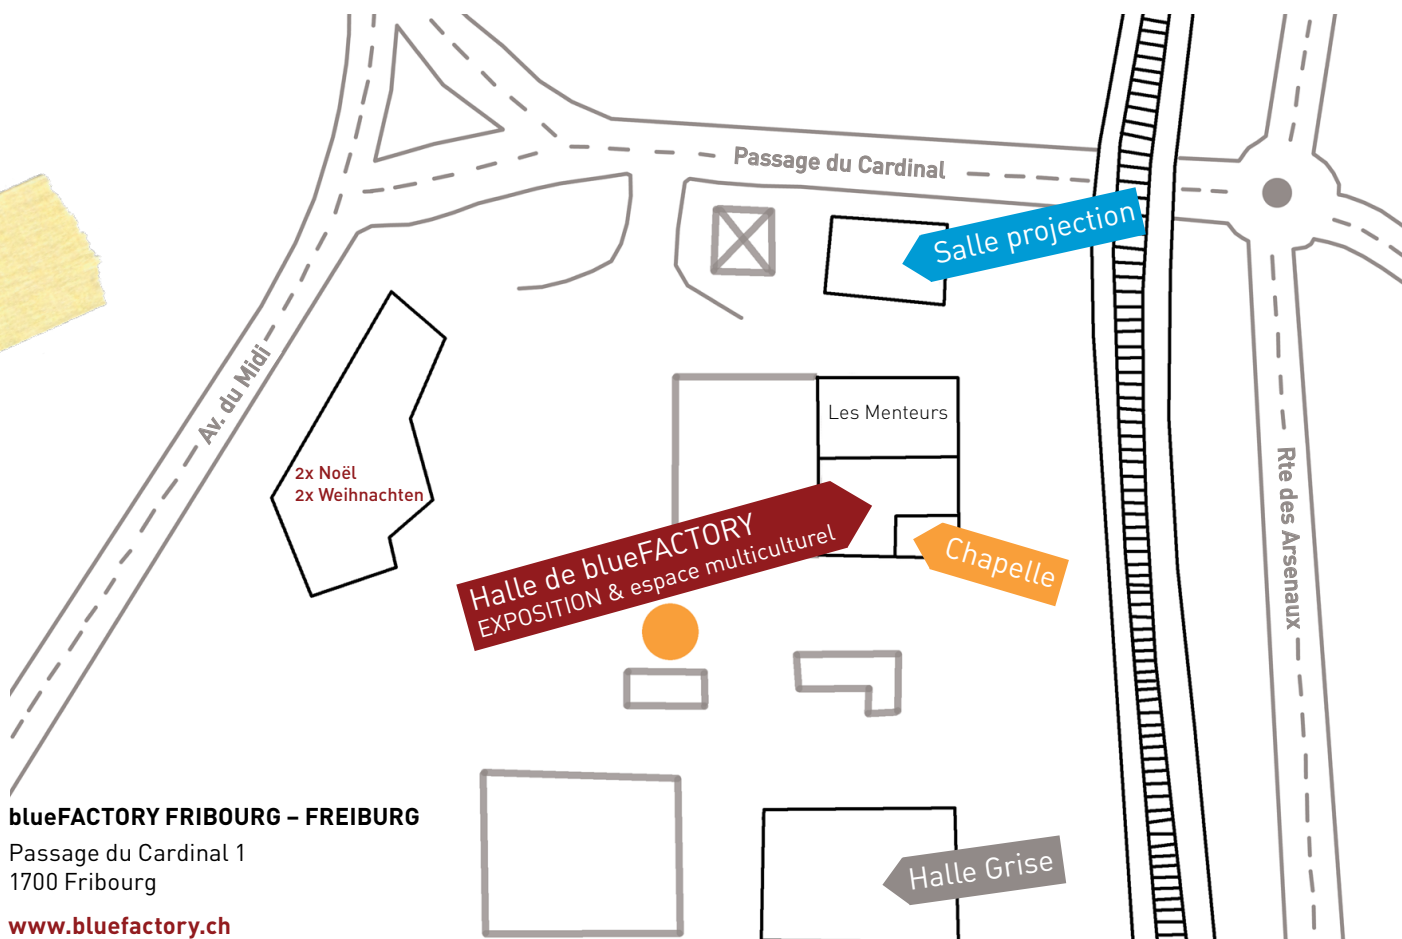 Passage du Cardinal
Salle projection
Av. du Midi
Les Menteurs
2x Noël
2x Weihnachten
Halle de blueFACTORY
EXPOSITION & espace multiculturel
Chapelle
Rte des Arsenaux
Halle Grise
blueFACTORY FRIBOURG – FREIBURG
Passage du Cardinal 1
1700 Fribourg
www.bluefactory.ch